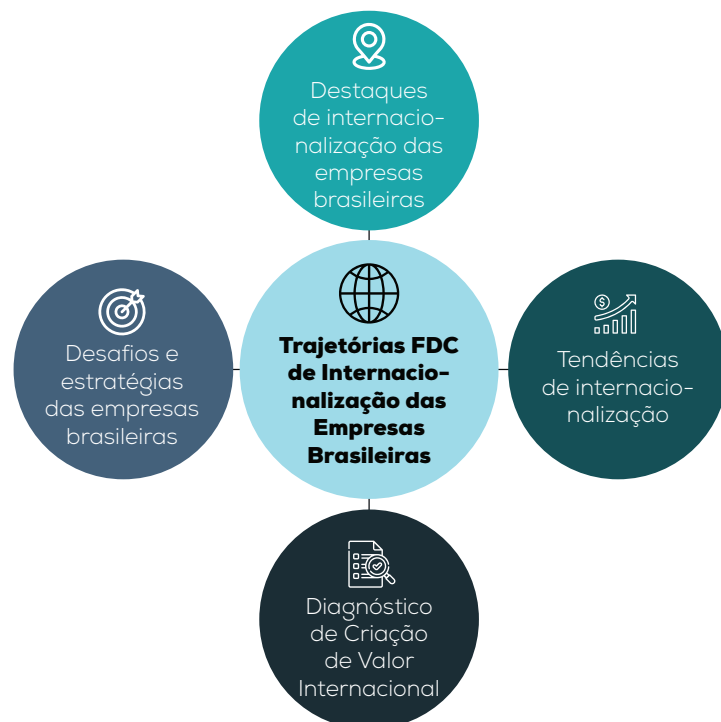 Destaques
de internacio-
nalização das
empresas
brasileiras
Desafios e
estratégias
das empresas
brasileiras
Trajetórias FDC
de Internacio-
nalização das
Empresas
Brasileiras
$
Tendências
de internacio-
nalização
Diagnóstico
de Criação
de Valor
Internacional